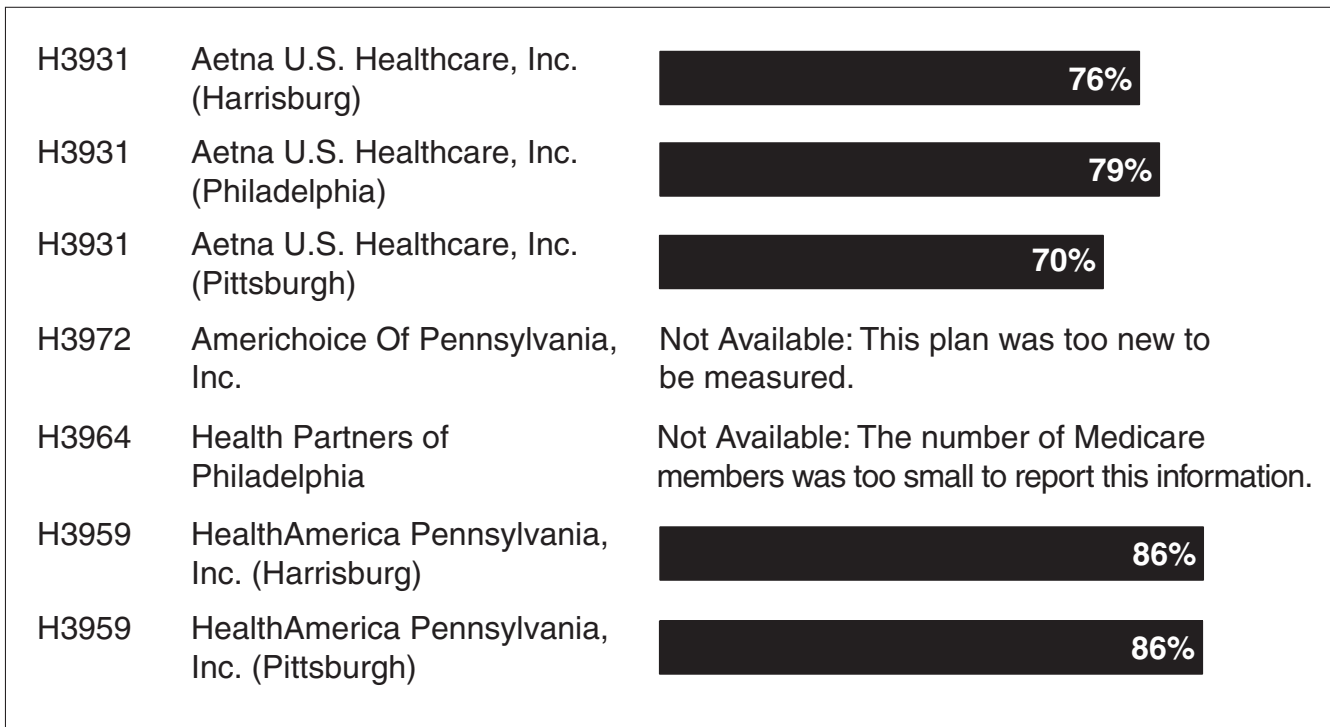 H3931 Aetna U.S. Healthcare, Inc. 76%
(Harrisburg)
H3931 Aetna U.S. Healthcare, Inc. 79%
(Philadelphia)
H3931 Aetna U.S. Healthcare, Inc. 70%
(Pittsburgh)
H3972 Americhoice Of Pennsylvania, Not Available: This plan was too new to
Inc. be measured.
H3964 Health Partners of Not Available: The number of Medicare
Philadelphia members was too small to report this information.
H3959 HealthAmerica Pennsylvania, 86%
Inc. (Harrisburg)
H3959 HealthAmerica Pennsylvania, 86%
Inc. (Pittsburgh)